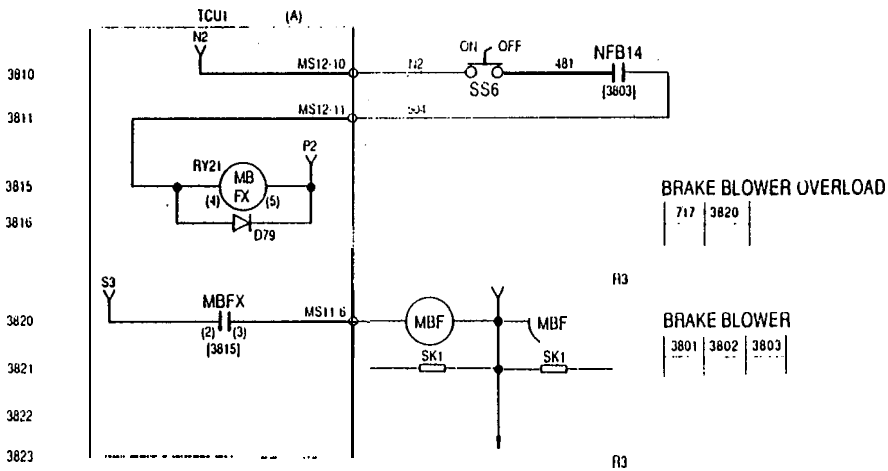 TCU1 (A)
N2
ON OFF
NFB14
3810
MS12-10
N2
481
SS6
[3803]
3811
MS12-11
504
P2
RY21
MB
FX
3815
(4) (5)
BRAKE BLOWER OVERLOAD
717 3820
3816
D79
S3
R3
MBFX
MS11-6
3820
(2) (3)
MBF
MBF
BRAKE BLOWER
[3815]
3801 3802 3803
SK1
SK1
3821
3822
3823
R3